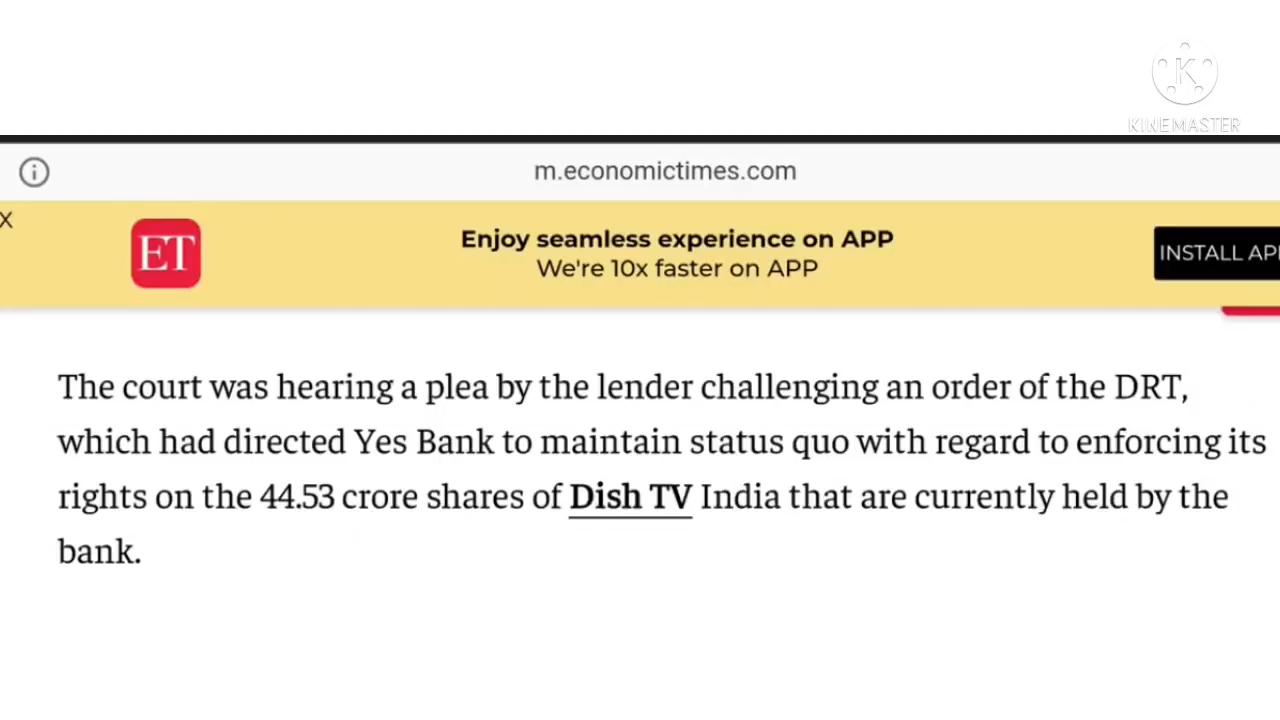 K
KINEMASTER
m.economictimes.com
X
ET
Enjoy seamless experience on APP
We're 10x faster on APP
INSTALL AP
The court was hearing a plea by the lender challenging an order of the DRT,
which had directed Yes Bank to maintain status quo with regard to enforcing its
rights on the 44.53 crore shares of Dish TV India that are currently held by the
bank.